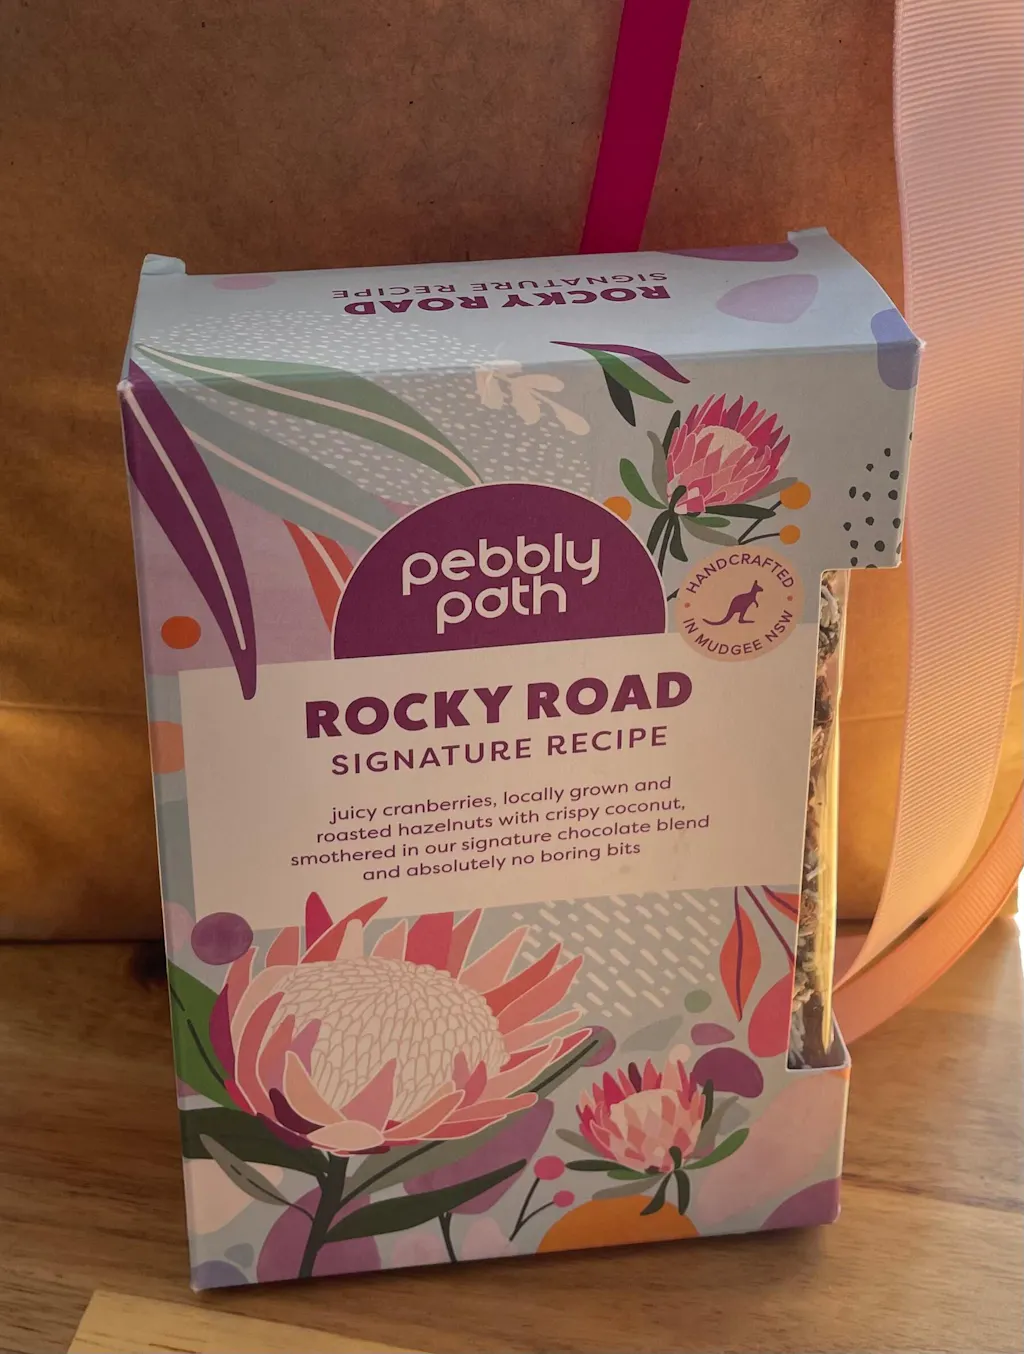 ROCKY ROAD
SIGNATURE RECIPE
pebbly
path
HANDCRAFTED
IN MUDGEE NSW
ROCKY ROAD
SIGNATURE RECIPE
juicy cranberries, locally grown and
roasted hazelnuts with crispy coconut,
smothered in our signature chocolate blend
and absolutely no boring bits